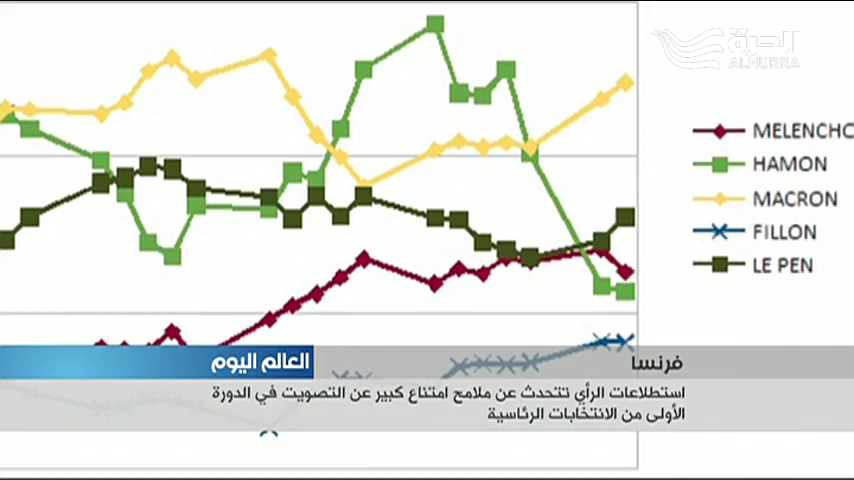 الحرة
ALHURRA
MELENCHO
HAMON
MACRON
FILLON
LE PEN
فرنسا
العالم اليوم
استطلاعات الرأي تتحدث عن ملامح امتناع كبير عن التصويت في الدورة
الأولى من الانتخابات الرئاسية